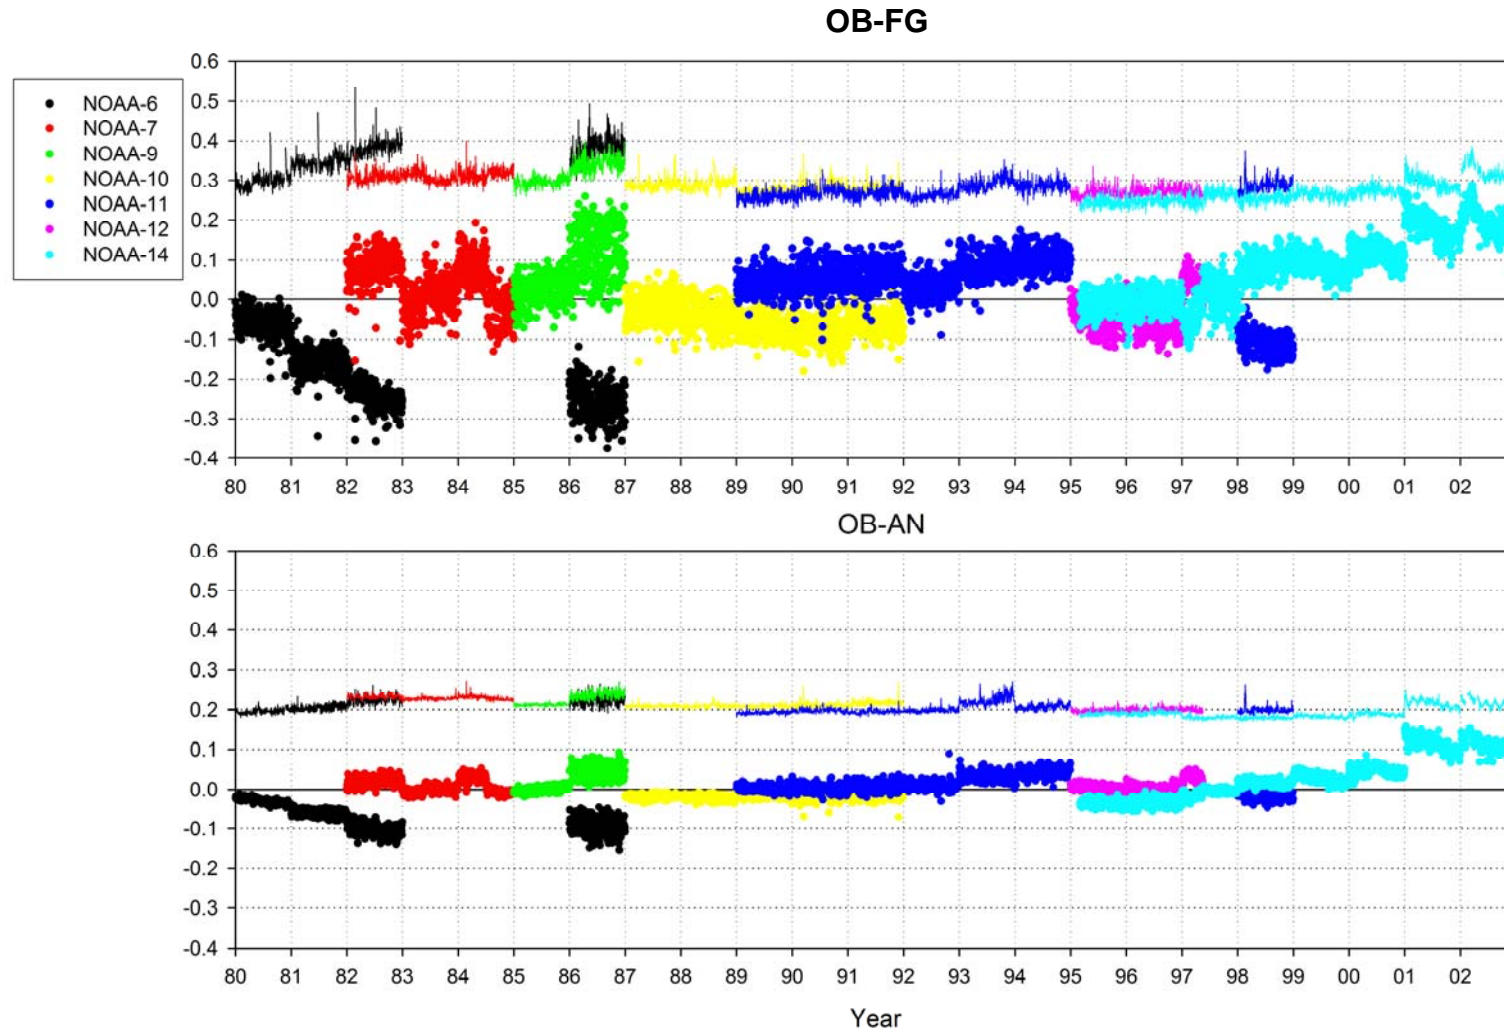 OB-FG
NOAA-6
NOAA-7
NOAA-9
NOAA-10
NOAA-11
NOAA-12
NOAA-14
0.6
0.5
0.4
0.3
0.2
0.1
0.0
-0.1
-0.2
-0.3
-0.4
80 81 82 83 84 85 86 87 88 89 90 91 92 93 94 95 96 97 98 99 00 01 02
OB-AN
0.6
0.5
0.4
0.3
0.2
0.1
0.0
-0.1
-0.2
-0.3
-0.4
80 81 82 83 84 85 86 87 88 89 90 91 92 93 94 95 96 97 98 99 00 01 02
Year